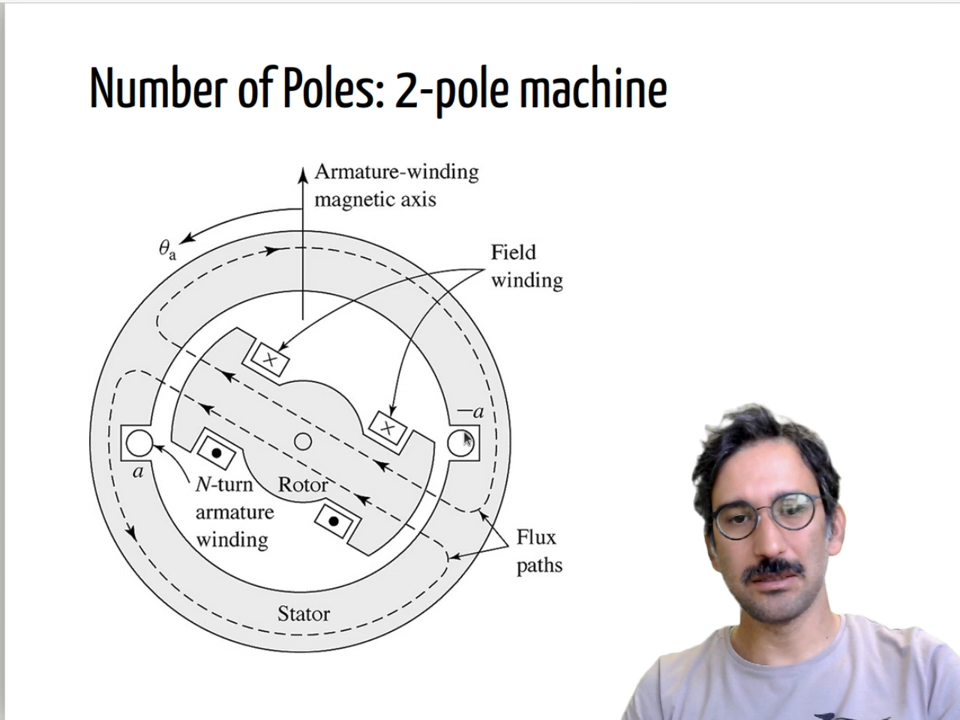 Number of Poles: 2-pole machine
Armature-winding
magnetic axis
θa
Field
winding
−a
a
N-turn
armature
winding
Rotor
Flux
paths
Stator